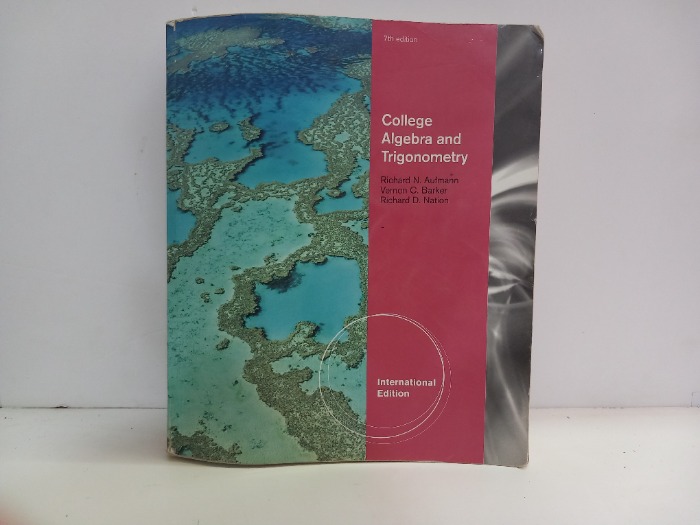 7th edition
College
Algebra and
Trigonometry
Richard N. Aufmann
Vernon C. Barker
Richard D. Nation
International
Edition